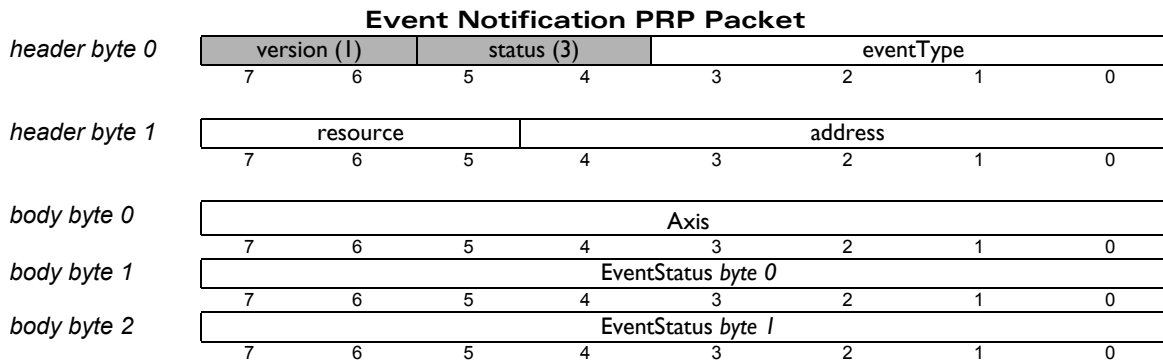 Event Notification PRP Packet
header byte 0 version (1) status (3) eventType
7 6 5 4 3 2 1 0
header byte 1 resource address
7 6 5 4 3 2 1 0
body byte 0 Axis
7 6 5 4 3 2 1 0
body byte 1 EventStatus byte 0
7 6 5 4 3 2 1 0
body byte 2 EventStatus byte 1
7 6 5 4 3 2 1 0